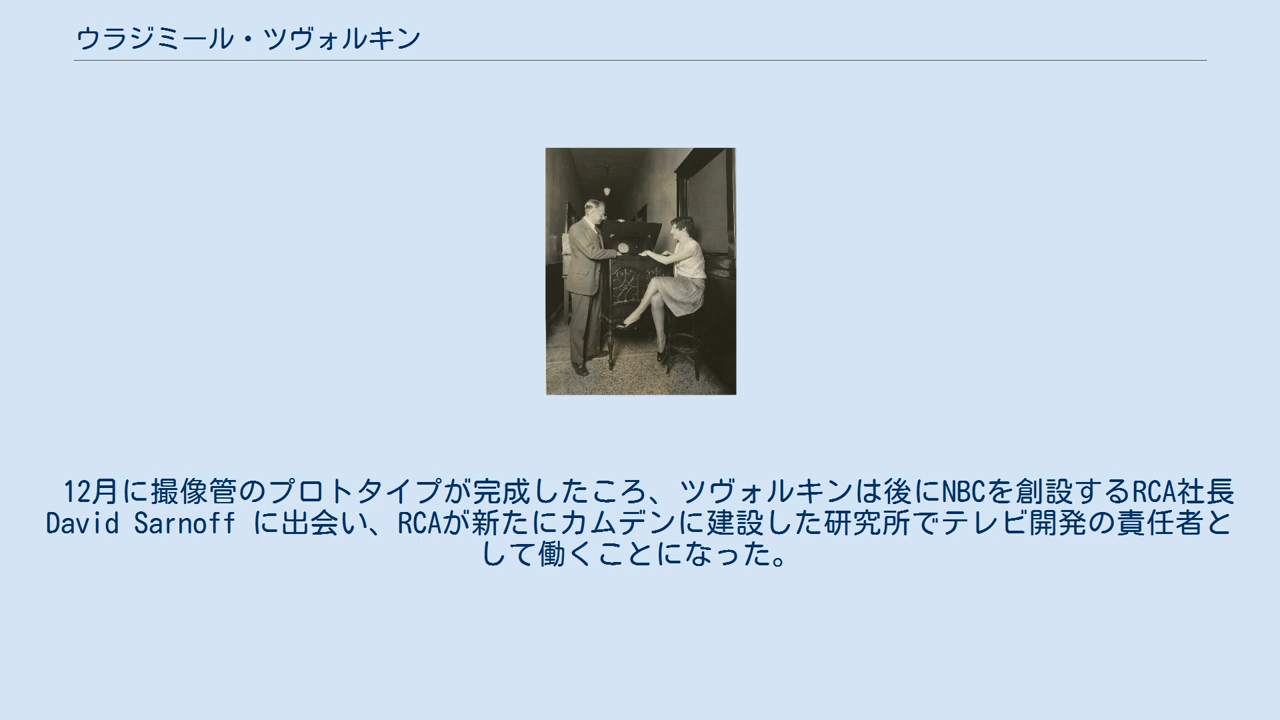 ウラジミール・ツヴォルキン
12月に撮像管のプロトタイプが完成したころ、ツヴォルキンは後にNBCを創設するRCA社長
David Sarnoff に出会い、RCAが新たにカムデンに建設した研究所でテレビ開発の責任者と
して働くことになった。